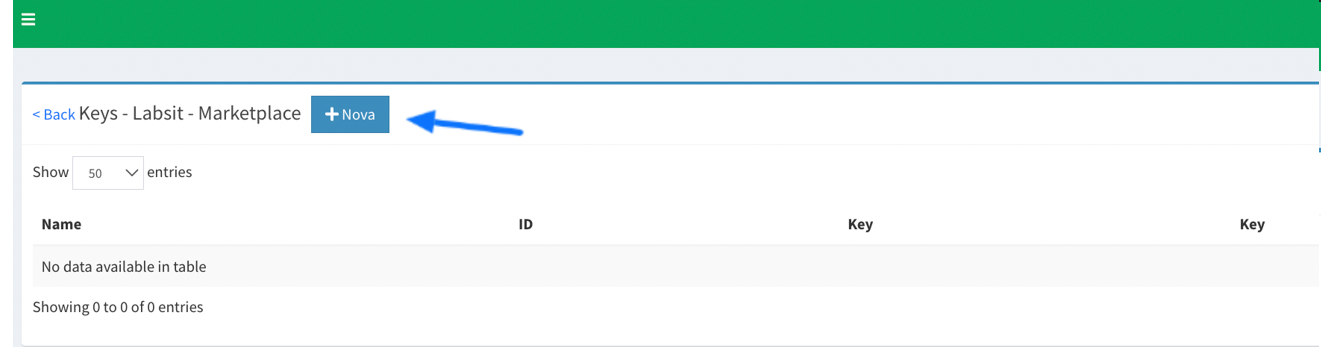 < Back Keys - Labsit - Marketplace + Nova
Show 50 entries
Name ID Key Key
No data available in table
Showing 0 to 0 of 0 entries